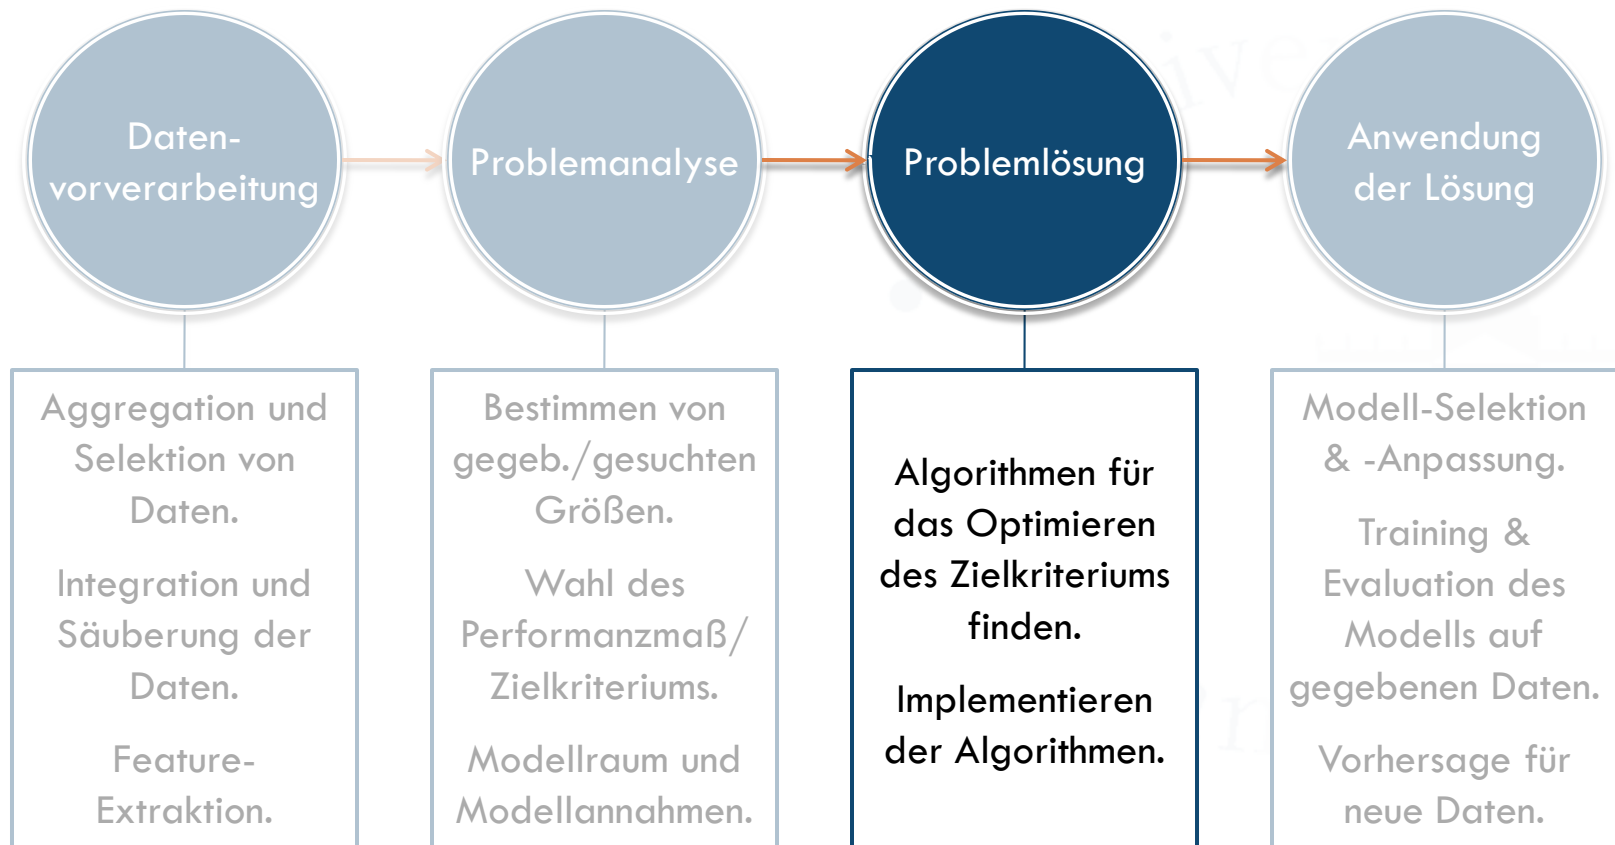 Daten-
vorverarbeitung
Problemanalyse
Problemlösung
Anwendung
der Lösung
Aggregation und
Selektion von
Daten.
Integration und
Säuberung der
Daten.
Feature-
Extraktion.
Bestimmen von
gegeb./gesuchten
Größen.
Wahl des
Performanzmaß/
Zielkriteriums.
Modellraum und
Modellannahmen.
Algorithmen für
das Optimieren
des Zielkriteriums
finden.
Implementieren
der Algorithmen.
Modell-Selektion
& -Anpassung.
Training &
Evaluation des
Modells auf
gegebenen Daten.
Vorhersage für
neue Daten.